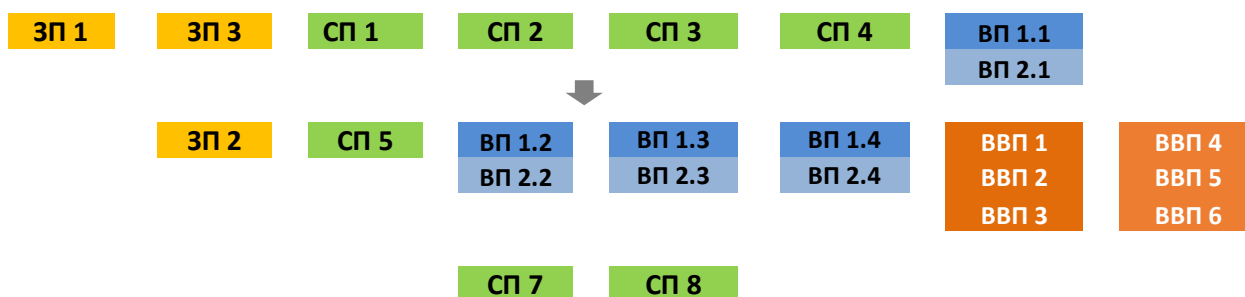 ЗП 1 ЗП 3 СП 1 СП 2 СП 3 СП 4 ВП 1.1
ВП 2.1
ЗП 2 СП 5 ВП 1.2 ВП 1.3 ВП 1.4 ВВП 1 ВВП 4
ВП 2.2 ВП 2.3 ВП 2.4 ВВП 2 ВВП 5
ВВП 3 ВВП 6
СП 7 СП 8